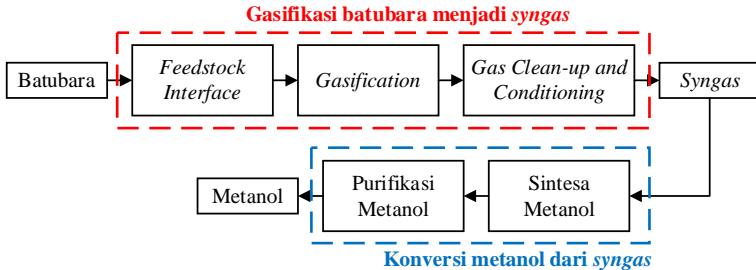 Gasifikasi batubara menjadi syngas
Batubara
Feedstock
Interface
Gasification
Gas Clean-up and
Conditioning
Syngas
Metanol
Purifikasi
Metanol
Sintesa
Metanol
Konversi metanol dari syngas